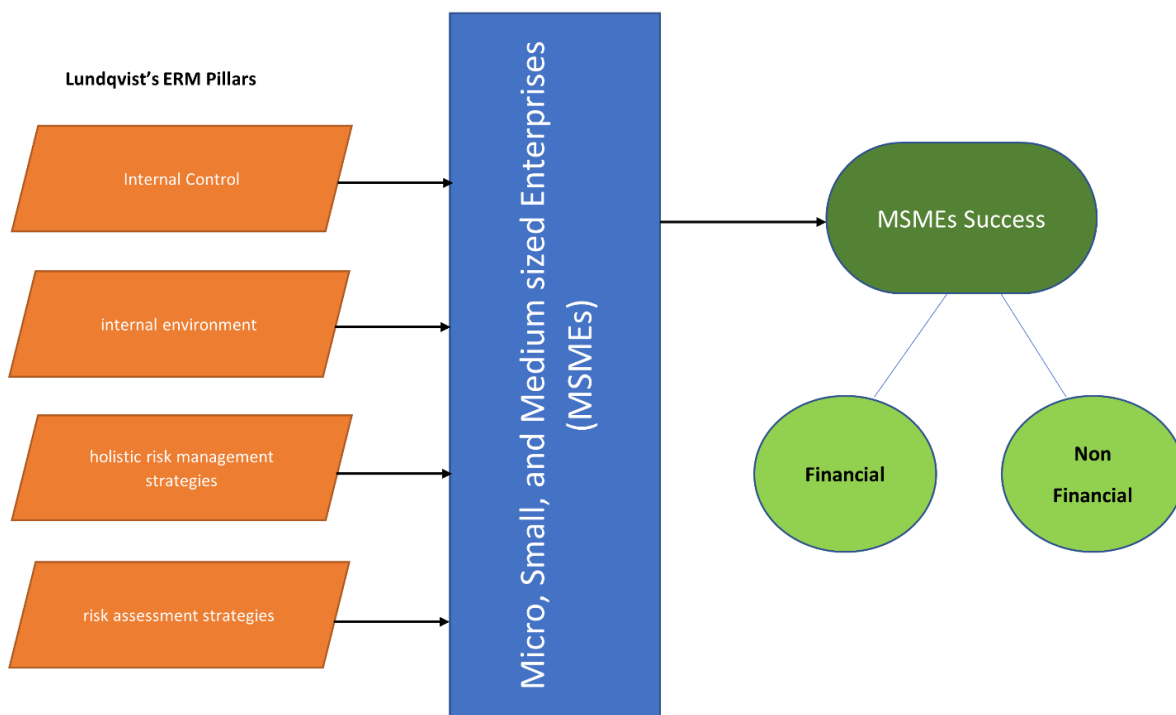 Lundqvist's ERM Pillars
Internal Control
internal environment
holistic risk management
strategies
risk assessment strategies
Micro, Small, and Medium sized Enterprises
(MSMEs)
MSMEs Success
Financial
Non
Financial